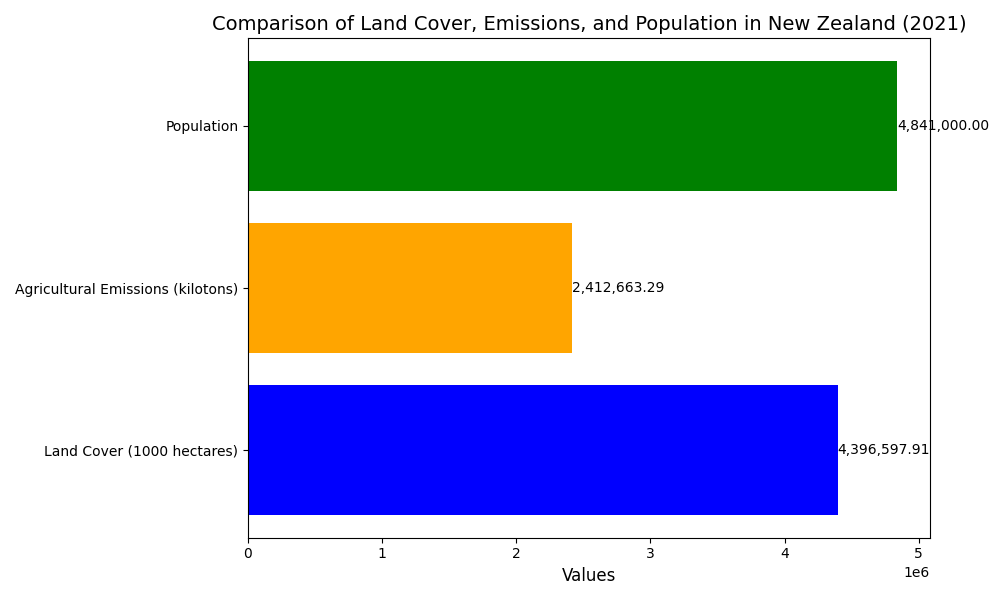 Comparison of Land Cover, Emissions, and Population in New Zealand (2021)
Population
4,841,000.00
Agricultural Emissions (kilotons)
2,412,663.29
Land Cover (1000 hectares)
4,396,597.91
0 1 2 3 4 5
1e6
Values